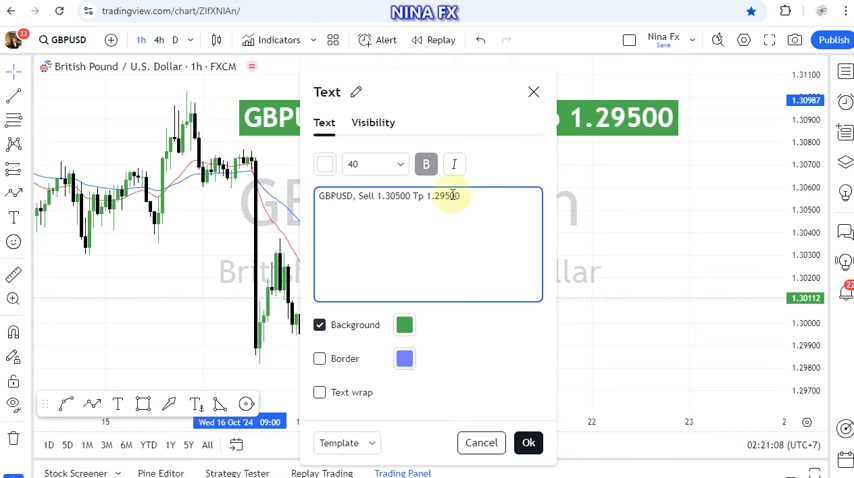 NINA FX
tradingview.com/chart/ZIfXNIAn/
33
GBPUSD
1h 4h D
Indicators
Alert
Replay
Nina Fx
Save
Publish
British Pound / U.S. Dollar · 1h · FXCM
1.31100
1.30987
1.30800
1.30700
1.30600
1.30500
1.30400
1.30300
1.30200
1.30112
1.30000
1.29900
1.29800
1.29700
Text
Text Visibility
40
B I
GBPUSD, Sell 1.30500 Tp 1.29500
Background
Border
Text wrap
Template
Cancel
Ok
1.29500
15
Wed 16 Oct '24 09:00
22
23
1D 5D 1M 3M 6M YTD 1Y 5Y All
02:21:08 (UTC+7)
Stock Screener Pine Editor Strategy Tester Replay Trading Trading Panel